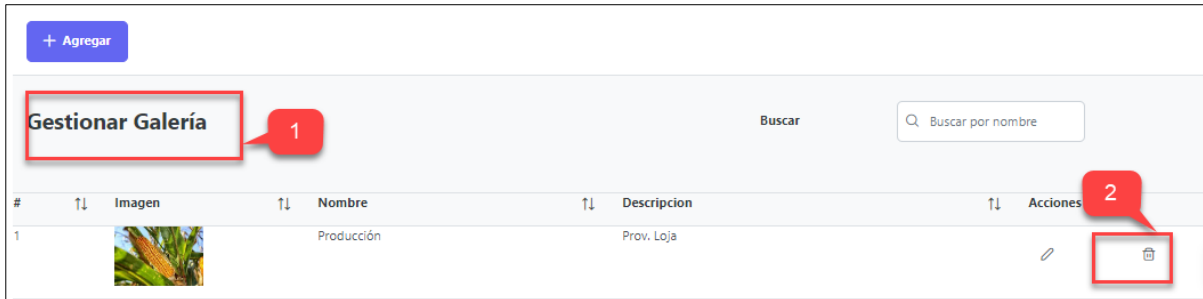 + Agregar
Gestionar Galería
1
Buscar
Buscar por nombre
2
# Imagen Nombre Descripcion Acciones
1 Producción Prov. Loja